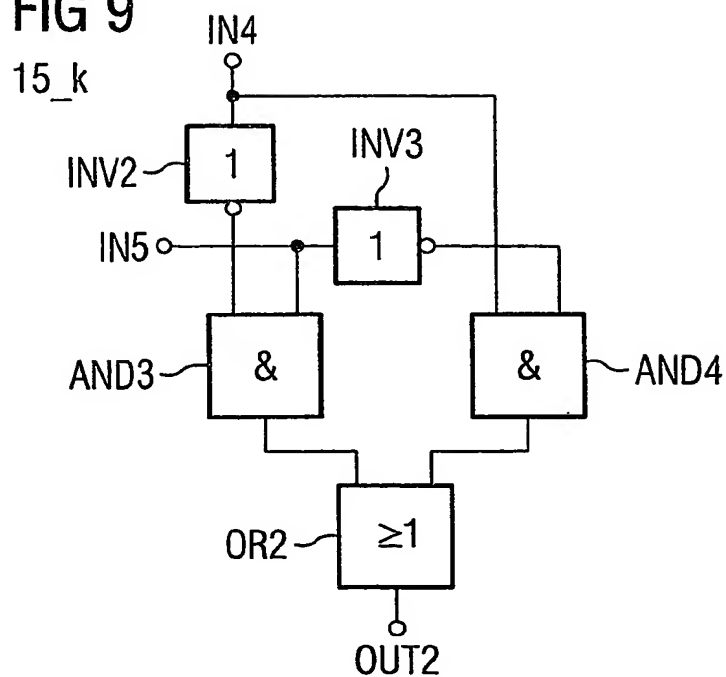 FIG 9
IN4
15_k
INV3
INV2
1
IN5
1
AND3
&
&
AND4
OR2
≥1
OUT2